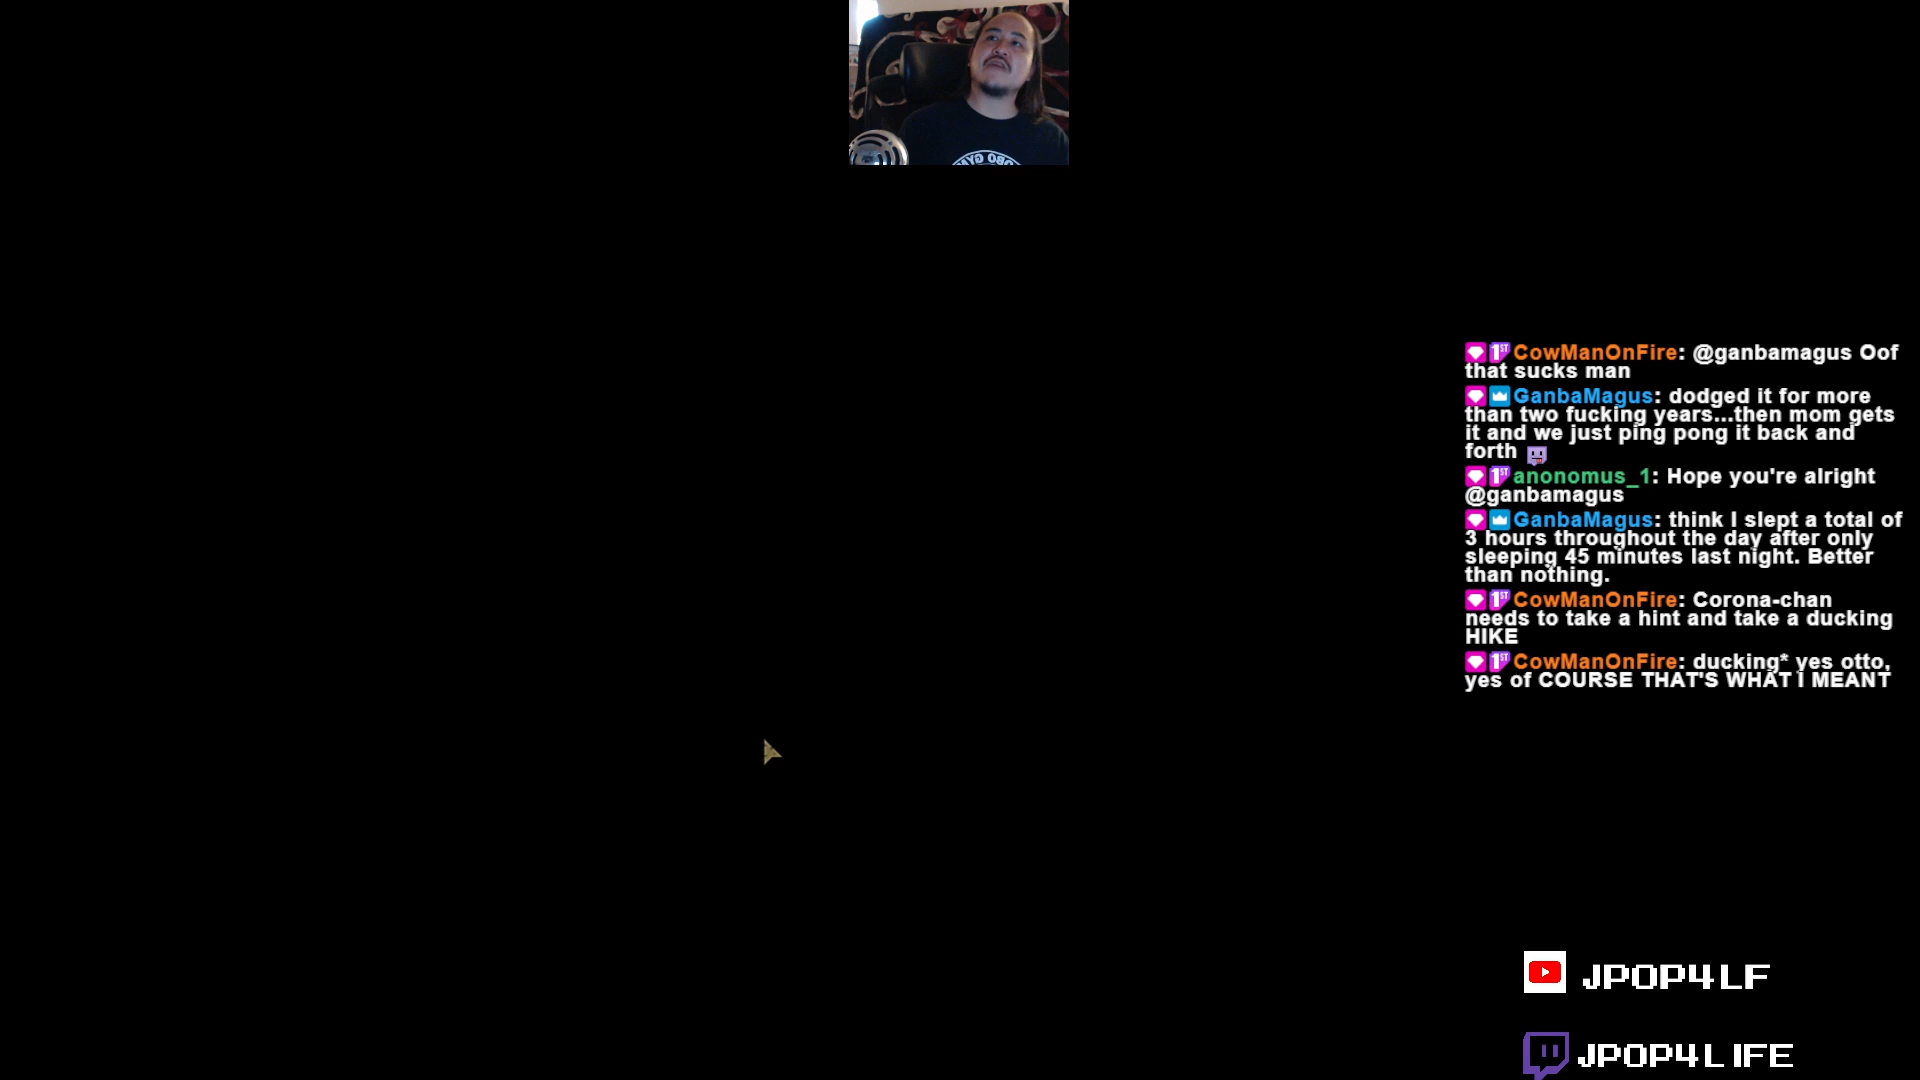 CowManOnFire: @ganbamagus Oof
that sucks man
GanbaMagus: dodged it for more
than two fucking years...then mom gets
it and we just ping pong it back and
forth
anonomus_1: Hope you're alright
@ganbamagus
GanbaMagus: think I slept a total of
3 hours throughout the day after only
sleeping 45 minutes last night. Better
than nothing.
CowManOnFire: Corona-chan
needs to take a hint and take a ducking
HIKE
CowManOnFire: ducking* yes otto,
yes of COURSE THAT'S WHAT I MEANT
JPOP4LF
JPOP4LIFE